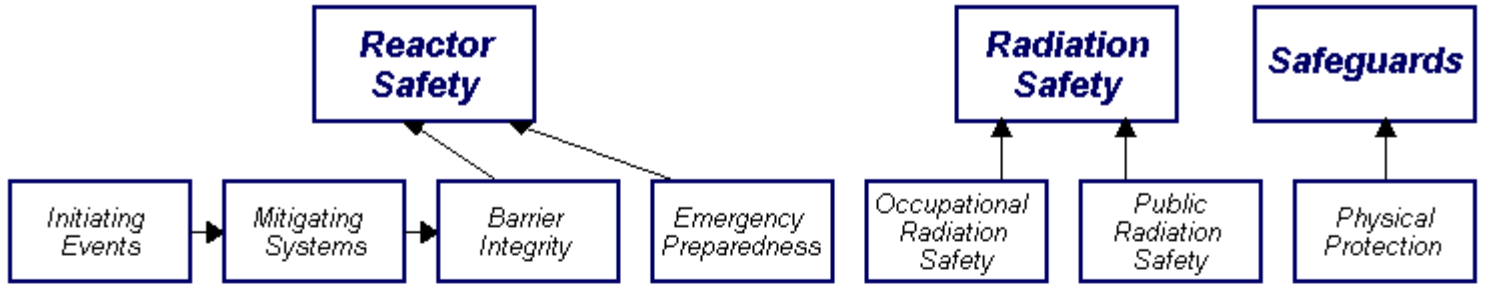 Reactor
Safety
Radiation
Safety
Safeguards
Initiating
Events
Mitigating
Systems
Barrier
Integrity
Emergency
Preparedness
Occupational
Radiation
Safety
Public
Radiation
Safety
Physical
Protection